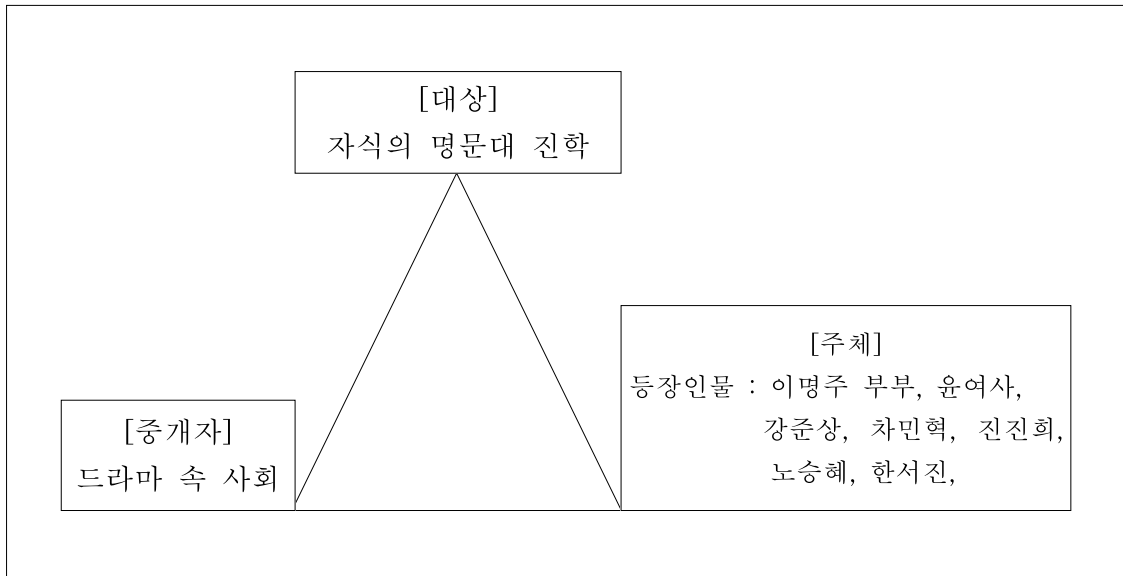 [대상]
자식의 명문대 진학
[중개자]
드라마 속 사회
[주체]
등장인물 : 이명주 부부, 윤여사,
강준상, 차민혁, 진진희,
노승혜, 한서진,